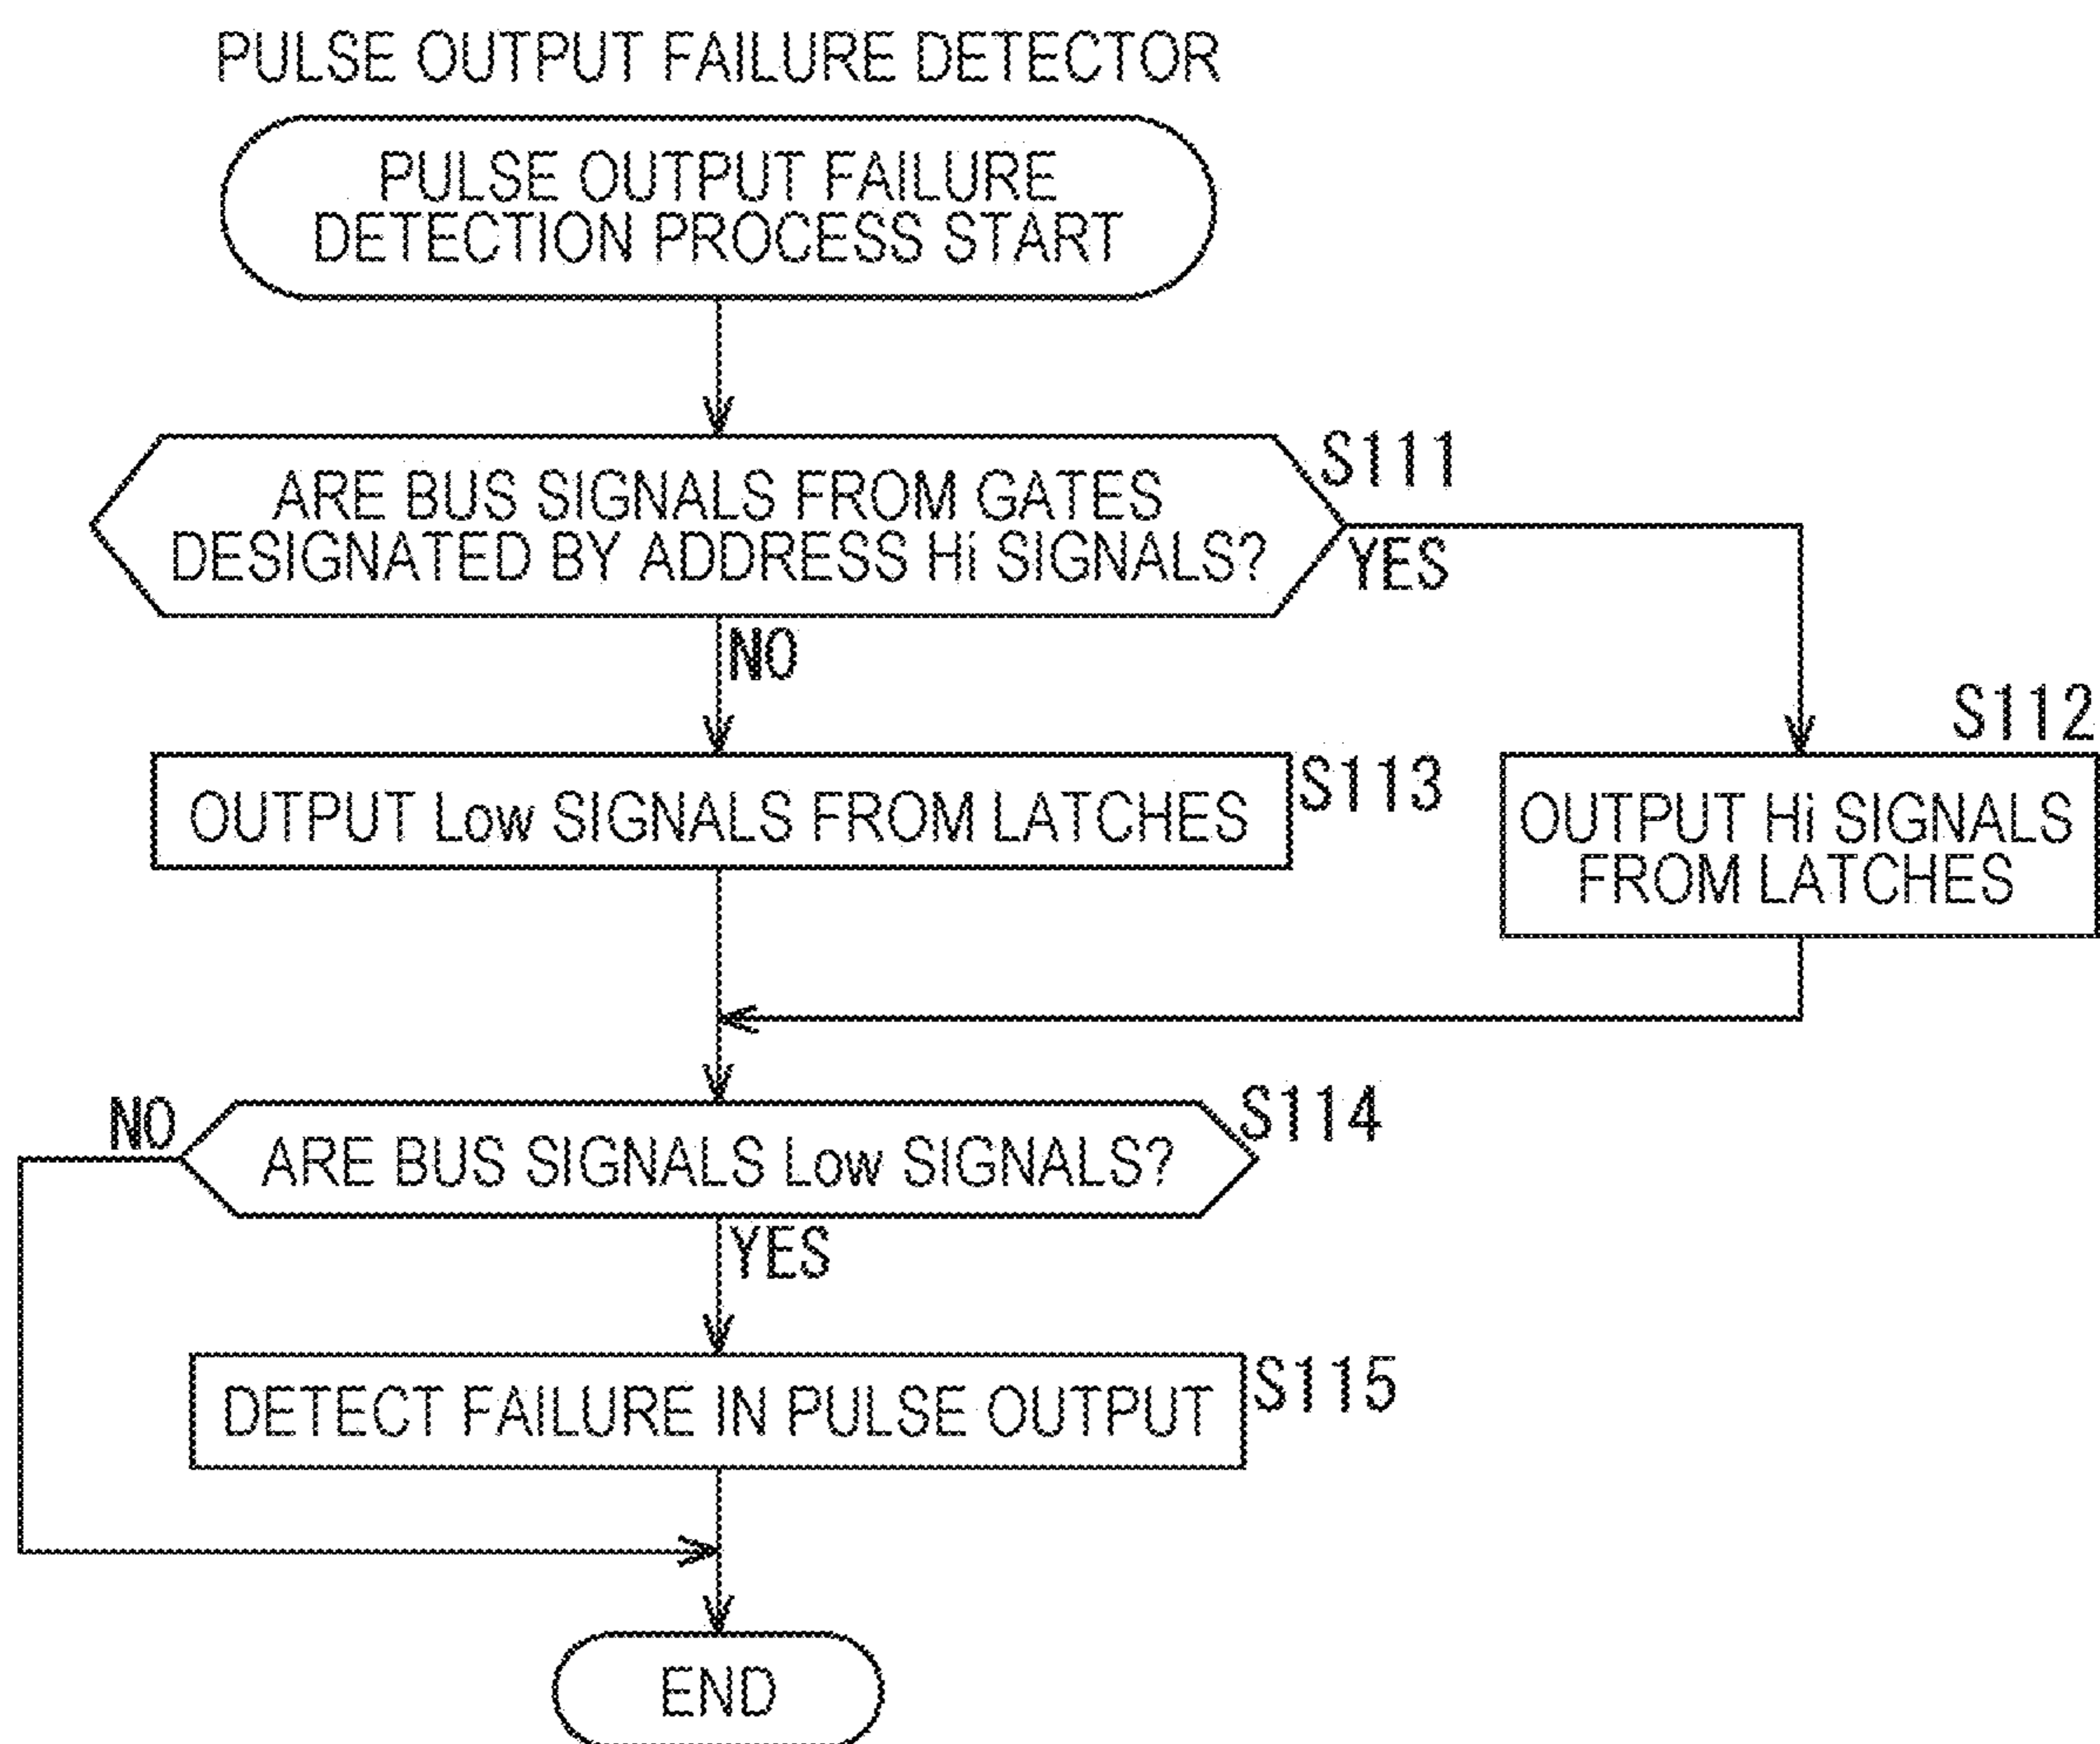 PULSE OUTPUT FAILURE DETECTOR
PULSE OUTPUT FAILURE
DETECTION PROCESS START
S111
ARE BUS SIGNALS FROM GATES
DESIGNATED BY ADDRESS Hi SIGNALS?
YES
NO
S112
S113
OUTPUT Low SIGNALS FROM LATCHES
OUTPUT Hi SIGNALS
FROM LATCHES
S114
NO
ARE BUS SIGNALS Low SIGNALS?
YES
S115
DETECT FAILURE IN PULSE OUTPUT
END